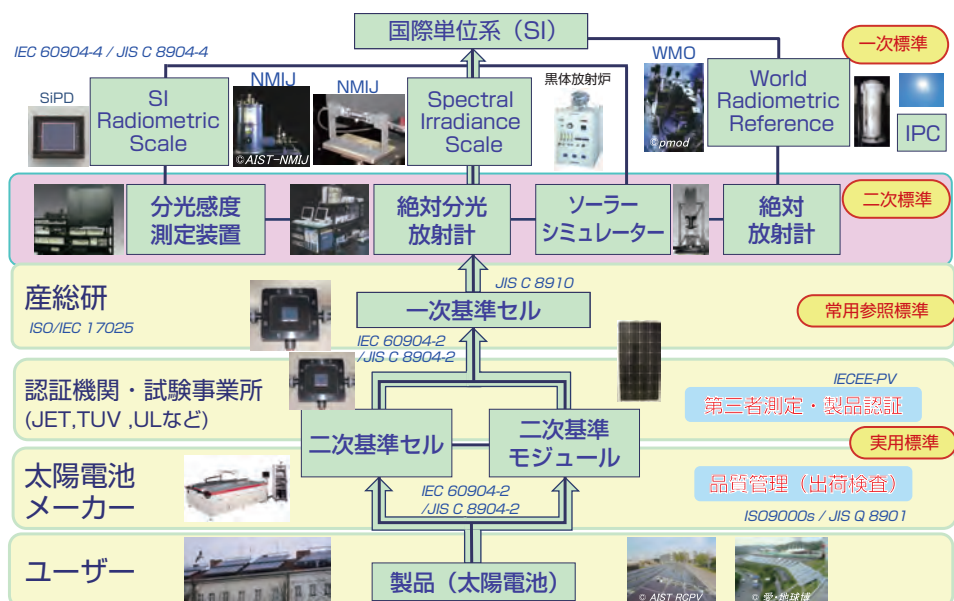 国際単位系（SI）
一次標準
IEC 60904-4 / JIS C 8904-4
SiPD
SI
Radiometric
Scale
NMIJ
©AIST-NMIJ
NMIJ
Spectral
Irradiance
Scale
黒体放射炉
WMO
©pmod
World
Radiometric
Reference
IPC
二次標準
分光感度
測定装置
絶対分光
放射計
ソーラー
シミュレーター
絶対
放射計
産総研
ISO/IEC 17025
JIS C 8910
一次基準セル
常用参照標準
IEC 60904-2
/JIS C 8904-2
認証機関・試験事業所
(JET,TUV ,ULなど)
IECEE-PV
第三者測定・製品認証
二次基準セル
二次基準
モジュール
実用標準
太陽電池
メーカー
IEC 60904-2
/JIS C 8904-2
品質管理（出荷検査）
ISO9000s / JIS Q 8901
ユーザー
製品（太陽電池）
© AIST RCPV
© 愛・地球博